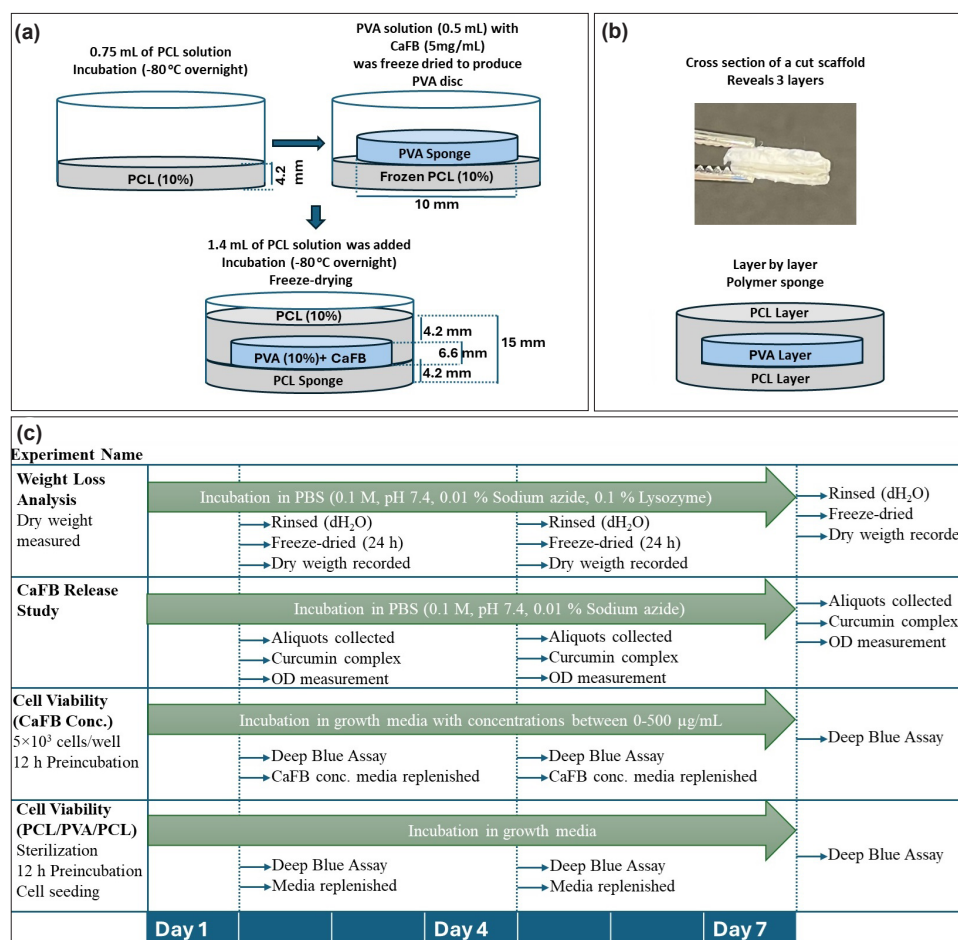 (a)
0.75 mL of PCL solution
Incubation (-80°C overnight)
PCL (10%)
4.2
mm
PVA solution (0.5 mL) with
CaFB (5mg/mL)
was freeze dried to produce
PVA disc
PVA Sponge
Frozen PCL (10%)
10 mm
1.4 mL of PCL solution was added
Incubation (-80°C overnight)
Freeze-drying
PCL (10%)
PVA (10%)+ CaFB
PCL Sponge
4.2 mm
6.6 mm
4.2 mm
15 mm
(b)
Cross section of a cut scaffold
Reveals 3 layers
Layer by layer
Polymer sponge
PCL Layer
PVA Layer
PCL Layer
(c)
Experiment Name
Weight Loss
Analysis
Dry weight
measured
Incubation in PBS (0.1 M, pH 7.4, 0.01 % Sodium azide, 0.1 % Lysozyme)
Rinsed (dH₂O)
Freeze-dried (24 h)
Dry weigth recorded
Rinsed (dH₂O)
Freeze-dried (24 h)
Dry weigth recorded
Rinsed (dH₂O)
Freeze-dried
Dry weigth recorde
CaFB Release
Study
Incubation in PBS (0.1 M, pH 7.4, 0.01 % Sodium azide)
Aliquots collected
Curcumin complex
OD measurement
Aliquots collected
Curcumin complex
OD measurement
Aliquots collected
Curcumin complex
OD measurement
Cell Viability
(CaFB Conc.)
5×10³ cells/well
12 h Preincubation
Incubation in growth media with concentrations between 0-500 µg/mL
Deep Blue Assay
CaFB conc. media replenished
Deep Blue Assay
CaFB conc. media replenished
Deep Blue Assay
Cell Viability
(PCL/PVA/PCL)
Sterilization
12 h Preincubation
Cell seeding
Incubation in growth media
Deep Blue Assay
Media replenished
Deep Blue Assay
Media replenished
Deep Blue Assay
Day 1
Day 4
Day 7